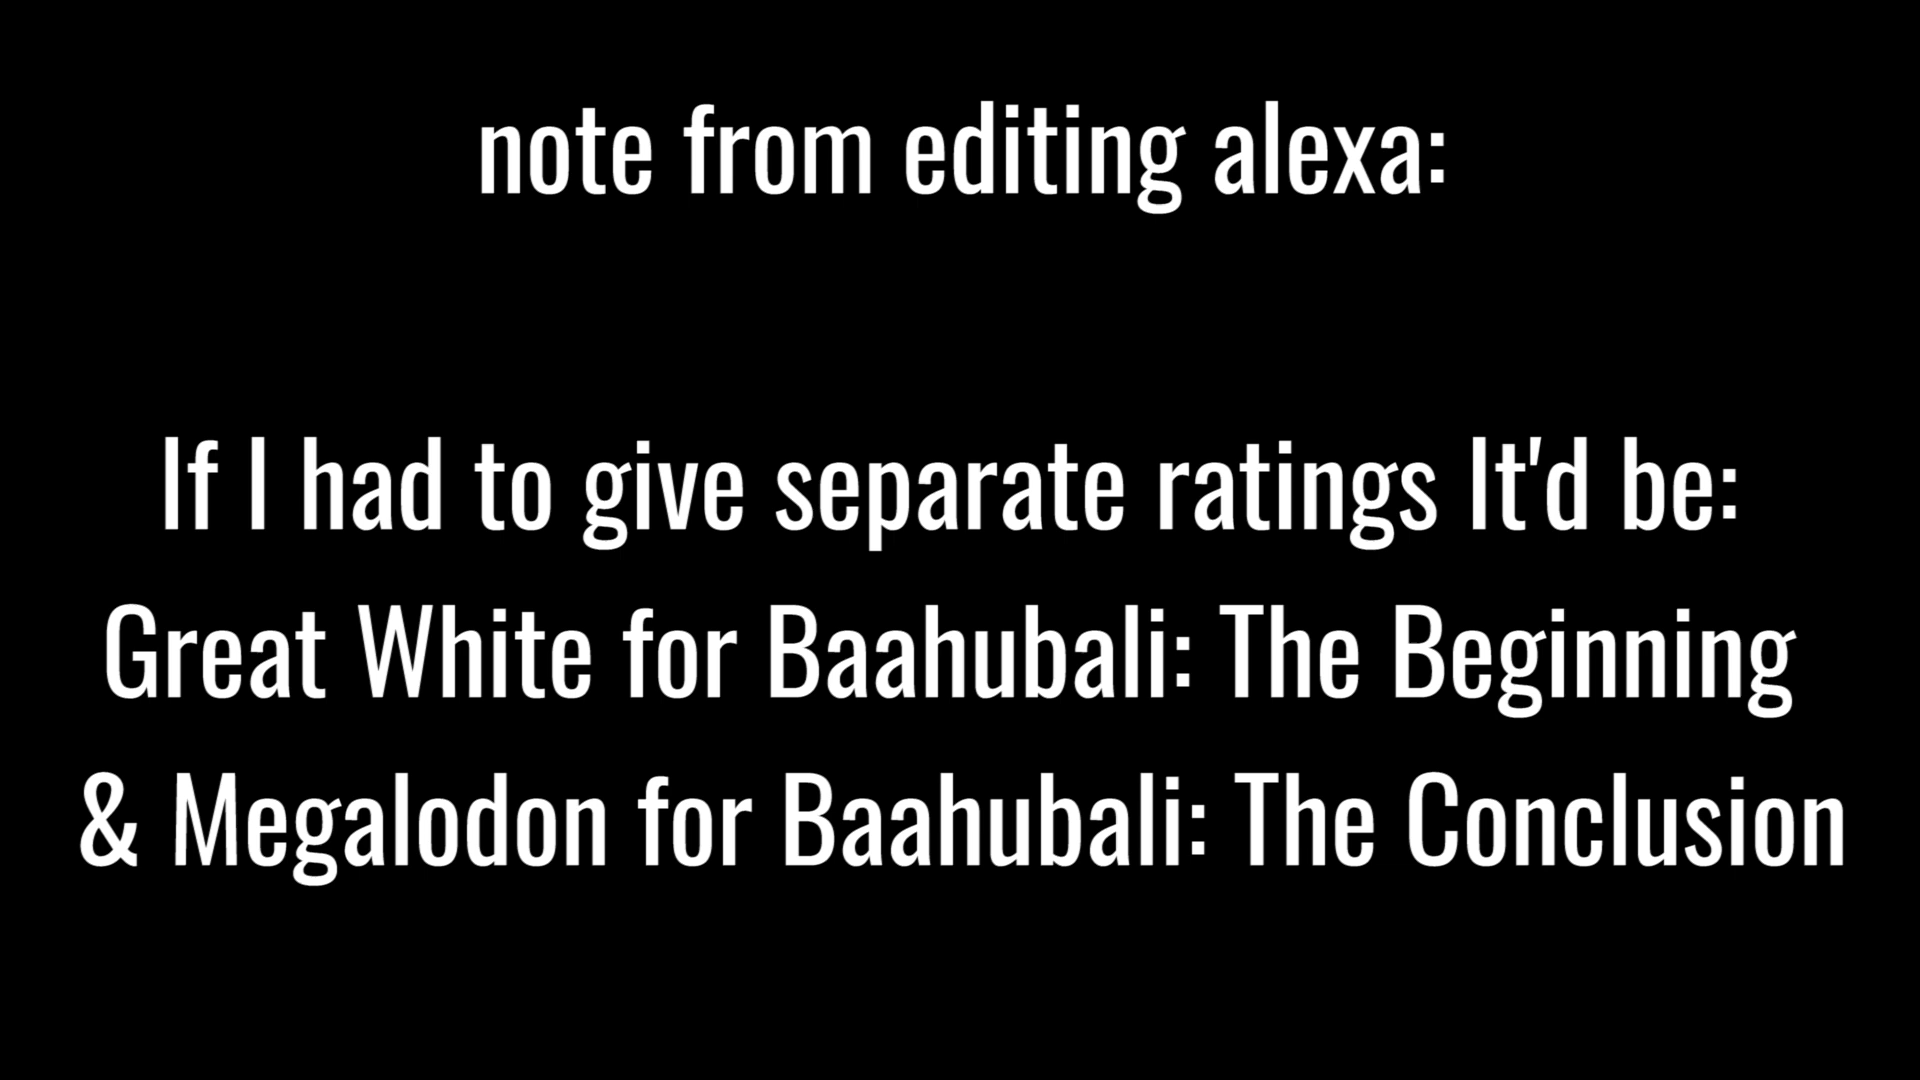 note from editing alexa:
If I had to give separate ratings It'd be:
Great White for Baahubali: The Beginning
& Megalodon for Baahubali: The Conclusion